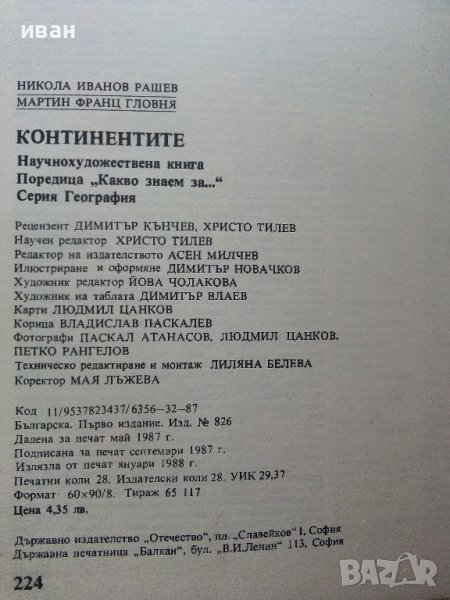 иван
НИКОЛА ИВАНОВ РАШЕВ
МАРТИН ФРАНЦ ГЛОВНЯ
КОНТИНЕНТИТЕ
Научнохудожествена книга
Поредица „Какво знаем за...“
Серия География
Рецензент ДИМИТЪР КЪНЧЕВ, ХРИСТО ТИЛЕВ
Научен редактор ХРИСТО ТИЛЕВ
Редактор на издателството АСЕН МИЛЧЕВ
Илюстриране и оформяне ДИМИТЪР НОВАЧКОВ
Художник редактор ЙОВА ЧОЛАКОВА
Художник на таблата ДИМИТЪР ВЛАЕВ
Карти ЛЮДМИЛ ЦАНКОВ
Корица ВЛАДИСЛАВ ПАСКАЛЕВ
Фотографи ПАСКАЛ АТАНАСОВ, ЛЮДМИЛ ЦАНКОВ,
ПЕТКО РАНГЕЛОВ
Техническо редактиране и монтаж ЛИЛЯНА БЕЛЕВА
Коректор МАЯ ЛЪЖЕВА
Код 11/9537823437/6356–32–87
Българска. Първо издание. Изд. № 826
Дадена за печат май 1987 г.
Подписана за печат септември 1987 г.
Излязла от печат януари 1988 г.
Печатни коли 28. Издателски коли 28. УИК 29,37
Формат 60×90/8. Тираж 65 117
Цена 4,35 лв.
Държавно издателство „Отечество“, пл. „Славейков“ 1, София
Държавна печатница „Балкан“, бул. „В.И.Ленин“ 113, София
224
BAZAR